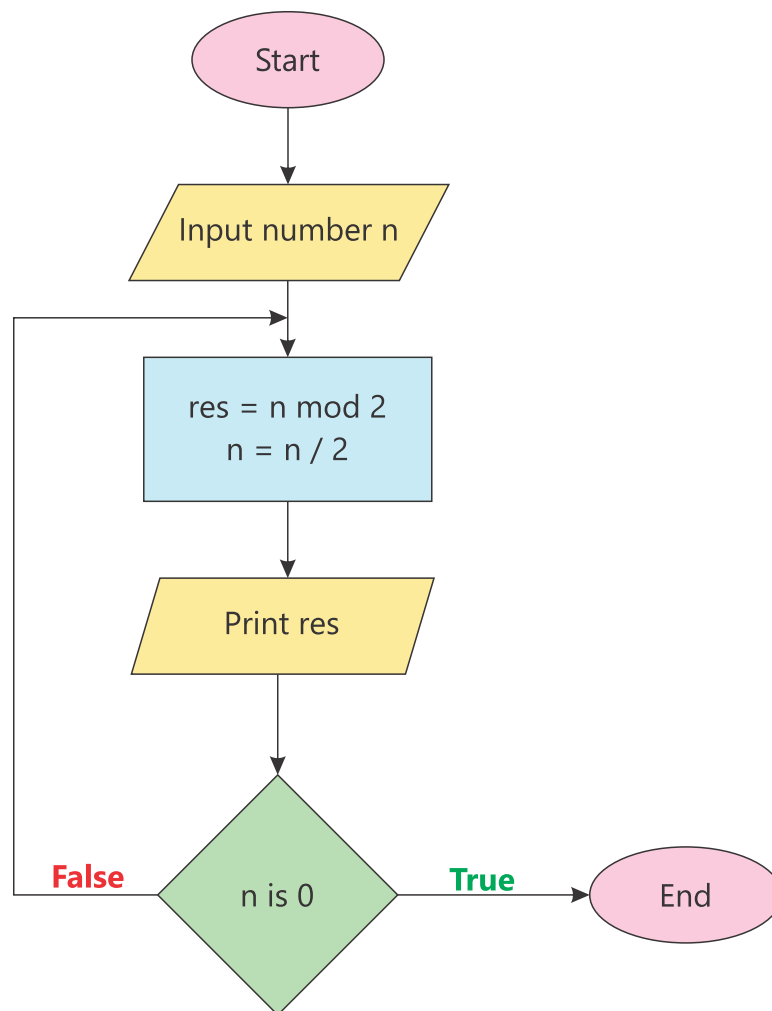 Start
Input number n
res = n mod 2
n = n / 2
Print res
n is 0
False
True
End